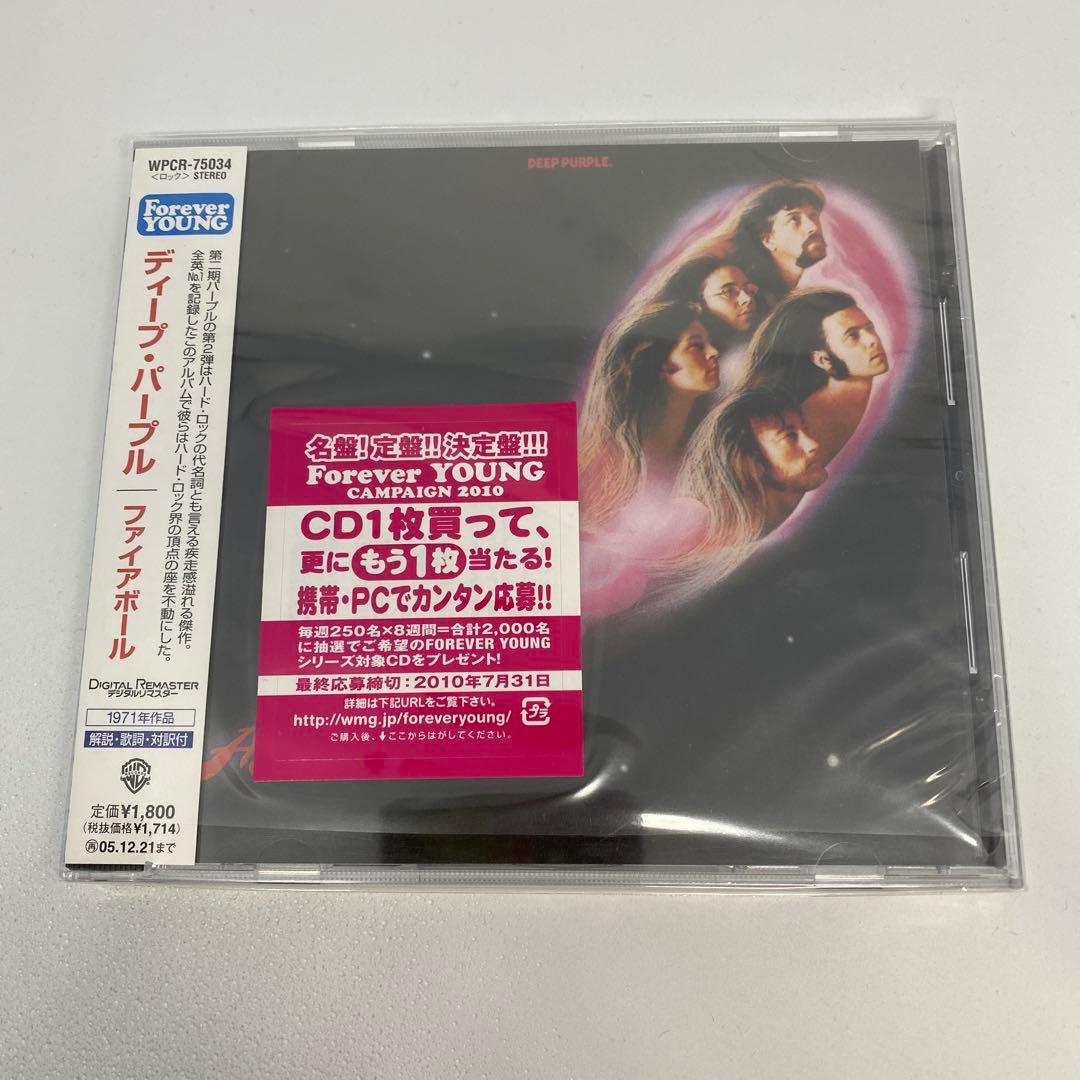 WPCR-75034
<ロック> STEREO
Forever
YOUNG
ディープ・パープル|ファイアボール
第二期パープルの第2弾はハード・ロックの代名詞とも言える疾走感溢れる傑作。
全英No.1を記録したこのアルバムで彼らはハード・ロック界の頂点の座を不動にした。
DIGITAL REMASTER
デジタルリマスター
1971年作品
解説・歌詞・対訳付
定価¥1,800
(税抜価格¥1,714)
再05.12.21まで
DEEP PURPLE
名盤!定盤!!決定盤!!!
Forever YOUNG
CAMPAIGN 2010
CD1枚買って、
更にもう1枚当たる!
携帯・PCでカンタン応募!!
毎週250名×8週間=合計2,000名
に抽選でご希望のFOREVER YOUNG
シリーズ対象CDをプレゼント!
最終応募締切:2010年7月31日
詳細は下記URLをご覧下さい。
http://wmg.jp/foreveryoung/
プラ
ご購入後、↓ここからはがしてください。